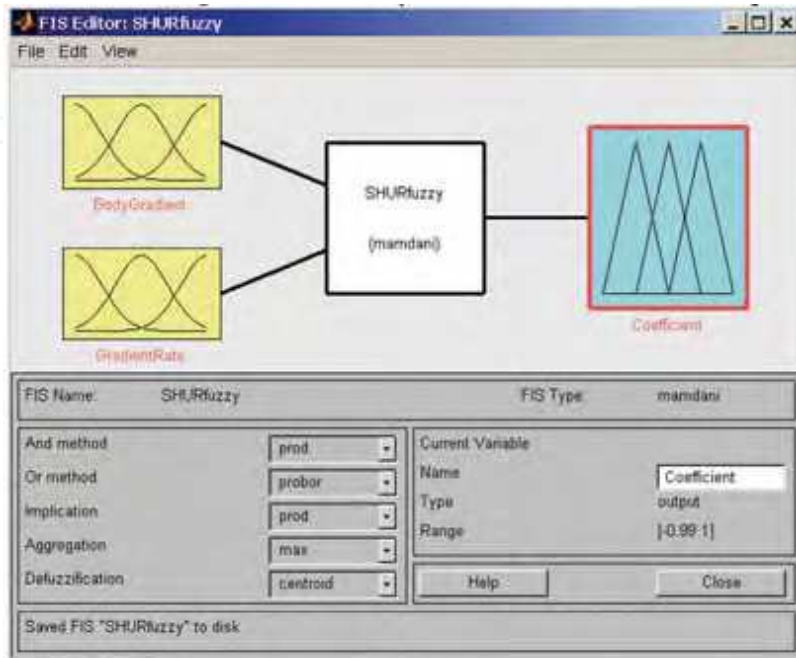 FIS Editor: SHURfuzzy
File Edit View
BodyGradient
GradientRate
SHURfuzzy
(mamdani)
Coefficient
FIS Name: SHURfuzzy FIS Type: mamdani
And method prod
Or method probor
Implication prod
Aggregation max
Defuzzification centroid
Current Variable
Name Coefficient
Type output
Range [-0.99 1]
Help Close
Saved FIS "SHURfuzzy" to disk